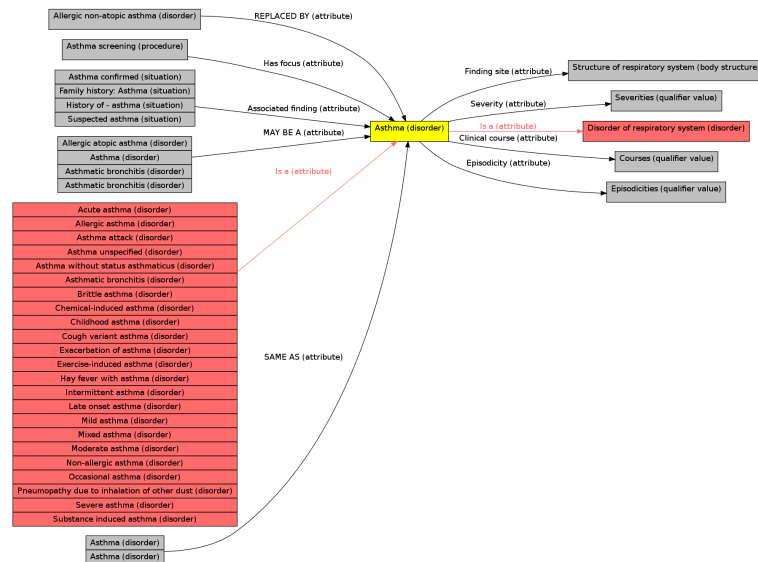 Allergic non-atopic asthma (disorder)
REPLACED BY (attribute)
Asthma screening (procedure)
Has focus (attribute)
Asthma confirmed (situation)
Family history: Asthma (situation)
History of - asthma (situation)
Suspected asthma (situation)
Associated finding (attribute)
Allergic atopic asthma (disorder)
Asthma (disorder)
Asthmatic bronchitis (disorder)
Asthmatic bronchitis (disorder)
MAY BE A (attribute)
Is a (attribute)
Acute asthma (disorder)
Allergic asthma (disorder)
Asthma attack (disorder)
Asthma unspecified (disorder)
Asthma without status asthmaticus (disorder)
Asthmatic bronchitis (disorder)
Brittle asthma (disorder)
Chemical-induced asthma (disorder)
Childhood asthma (disorder)
Cough variant asthma (disorder)
Exacerbation of asthma (disorder)
Exercise-induced asthma (disorder)
Hay fever with asthma (disorder)
Intermittent asthma (disorder)
Late onset asthma (disorder)
Mild asthma (disorder)
Mixed asthma (disorder)
Moderate asthma (disorder)
Non-allergic asthma (disorder)
Occasional asthma (disorder)
Pneumopathy due to inhalation of other dust (disorder)
Severe asthma (disorder)
Substance induced asthma (disorder)
SAME AS (attribute)
Asthma (disorder)
Asthma (disorder)
Asthma (disorder)
Finding site (attribute)
Structure of respiratory system (body structure
Severity (attribute)
Severities (qualifier value)
Is a (attribute)
Disorder of respiratory system (disorder)
Clinical course (attribute)
Courses (qualifier value)
Episodicity (attribute)
Episodicities (qualifier value)